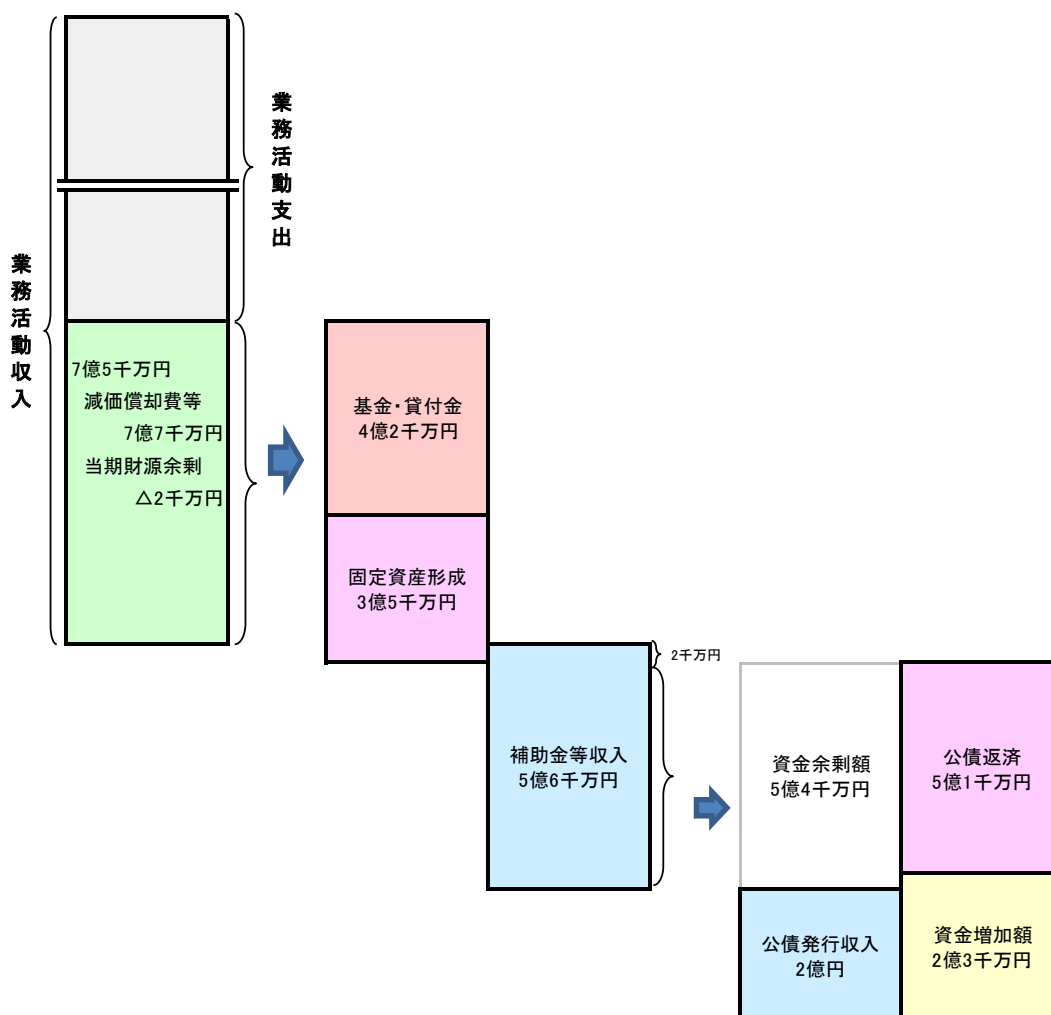 業務活動収入
業務活動支出
7億5千万円
減価償却費等
7億7千万円
当期財源余剰
△2千万円
基金・貸付金
4億2千万円
固定資産形成
3億5千万円
2千万円
補助金等収入
5億6千万円
資金余剰額
5億4千万円
公債返済
5億1千万円
公債発行収入
2億円
資金増加額
2億3千万円